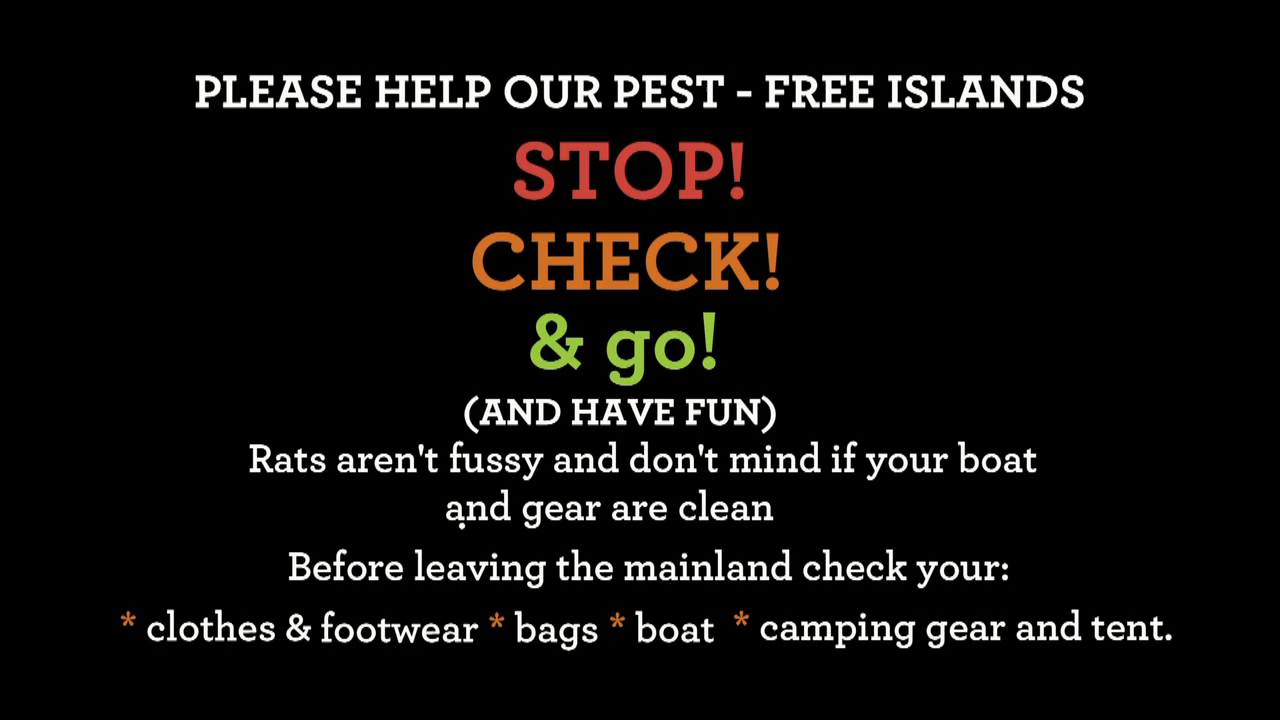 PLEASE HELP OUR PEST - FREE ISLANDS
STOP!
CHECK!
& go!
(AND HAVE FUN)
Rats aren't fussy and don't mind if your boat
and gear are clean
Before leaving the mainland check your:
* clothes & footwear * bags * boat * camping gear and tent.